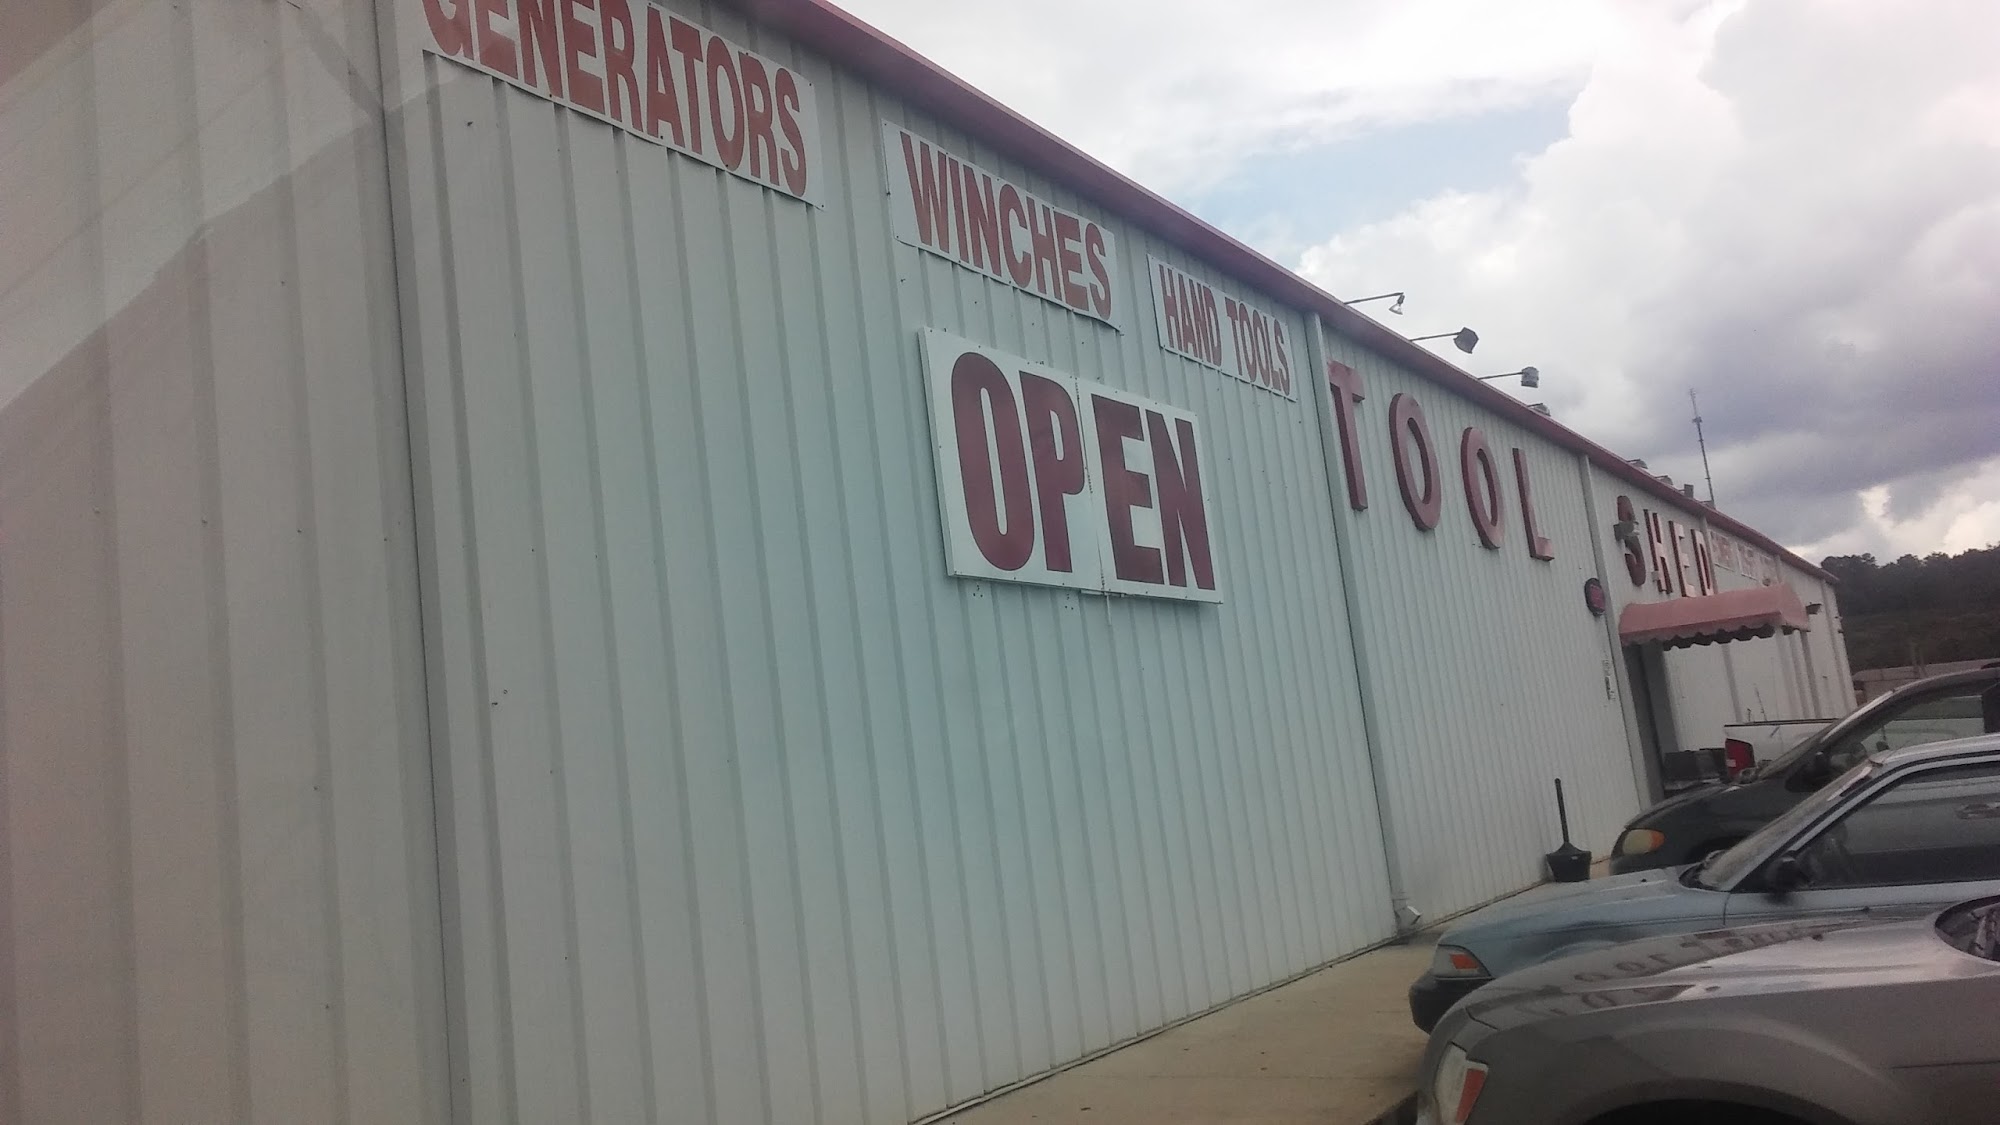 GENERATORS
WINCHES
HAND TOOLS
OPEN
TOOL SHED